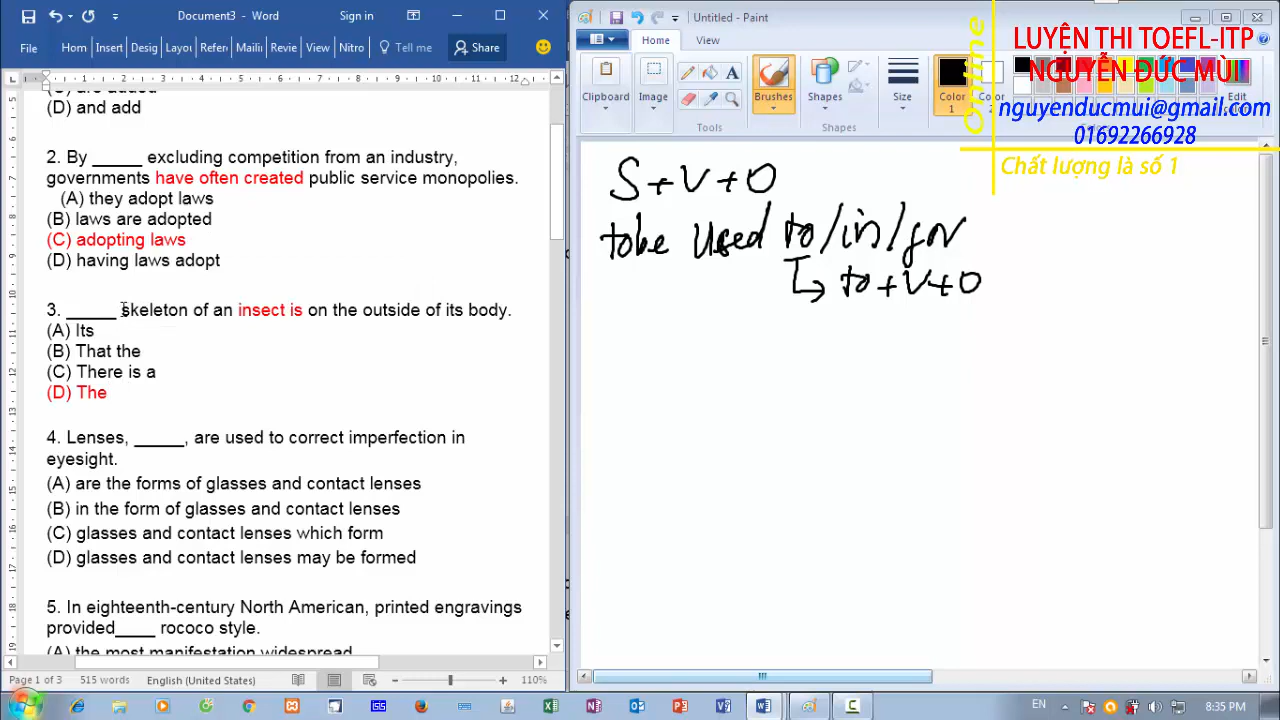 Document3 - Word
Sign in
File
Hom
Insert
Desig
Layou
Refer
Mailii
Revie
View
Nitro
Tell me
Share
(D) and add
2. By _____ excluding competition from an industry,
governments have often created public service monopolies.
(A) they adopt laws
(B) laws are adopted
(C) adopting laws
(D) having laws adopt
3. _____ skeleton of an insect is on the outside of its body.
(A) Its
(B) That the
(C) There is a
(D) The
4. Lenses, _____, are used to correct imperfection in
eyesight.
(A) are the forms of glasses and contact lenses
(B) in the form of glasses and contact lenses
(C) glasses and contact lenses which form
(D) glasses and contact lenses may be formed
5. In eighteenth-century North American, printed engravings
provided____ rococo style.
(A) the most manifestation widespread
Page 1 of 3
515 words
English (United States)
110%
Untitled - Paint
Home
View
Clipboard
Image
Tools
Brushes
Shapes
Shapes
Size
Color
1
Color
Edit
Online
LUYỆN THI TOEFL-ITP
NGUYỄN ĐỨC MÙI
nguyenducmui@gmail.com
01692266928
Chất lượng là số 1
S+V+O
tobe used to/in/for
to+V+O
EN
8:35 PM